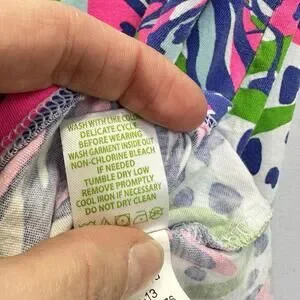 WASH WITH LIKE COLORS
DELICATE CYCLE
BEFORE WEARING
WASH GARMENT INSIDE OUT
NON-CHLORINE BLEACH
IF NEEDED
TUMBLE DRY LOW
REMOVE PROMPTLY
COOL IRON IF NECESSARY
DO NOT DRY CLEAN
13